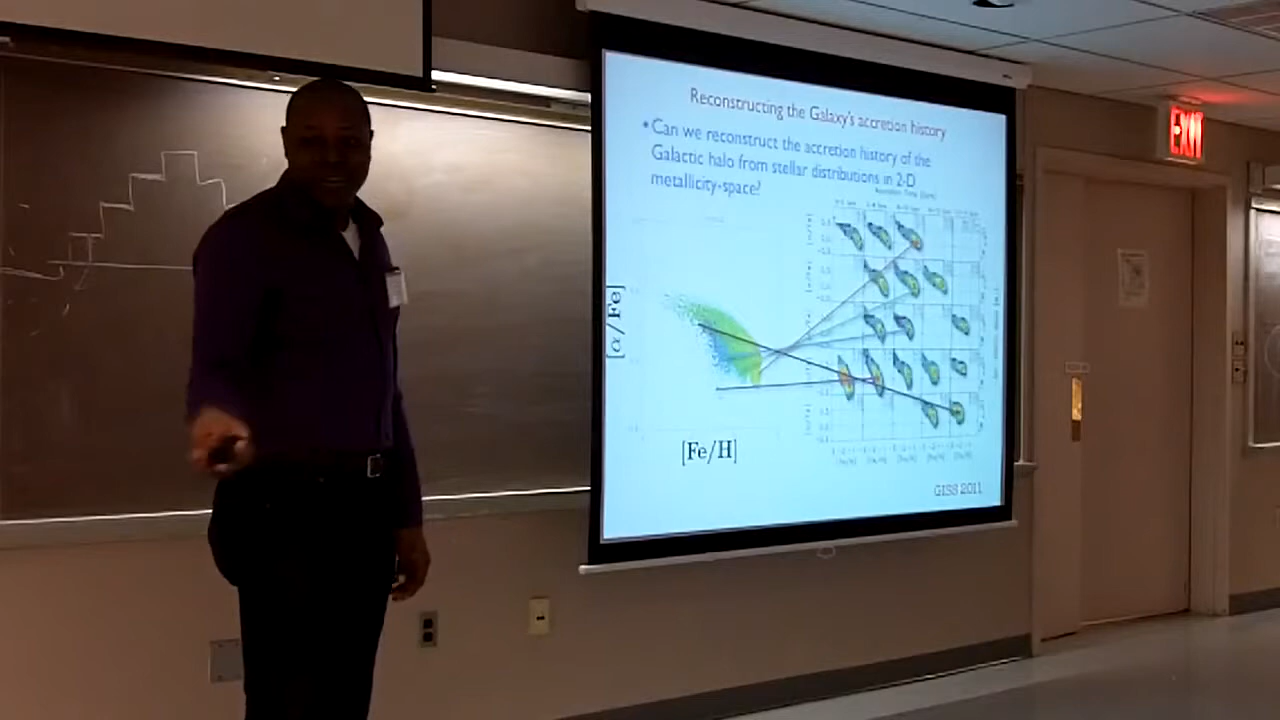 Reconstructing the Galaxy's accretion history
•Can we reconstruct the accretion history of the
Galactic halo from stellar distributions in 2-D
metallicity-space?
[α/Fe]
[Fe/H]
GISS 2011
EXIT